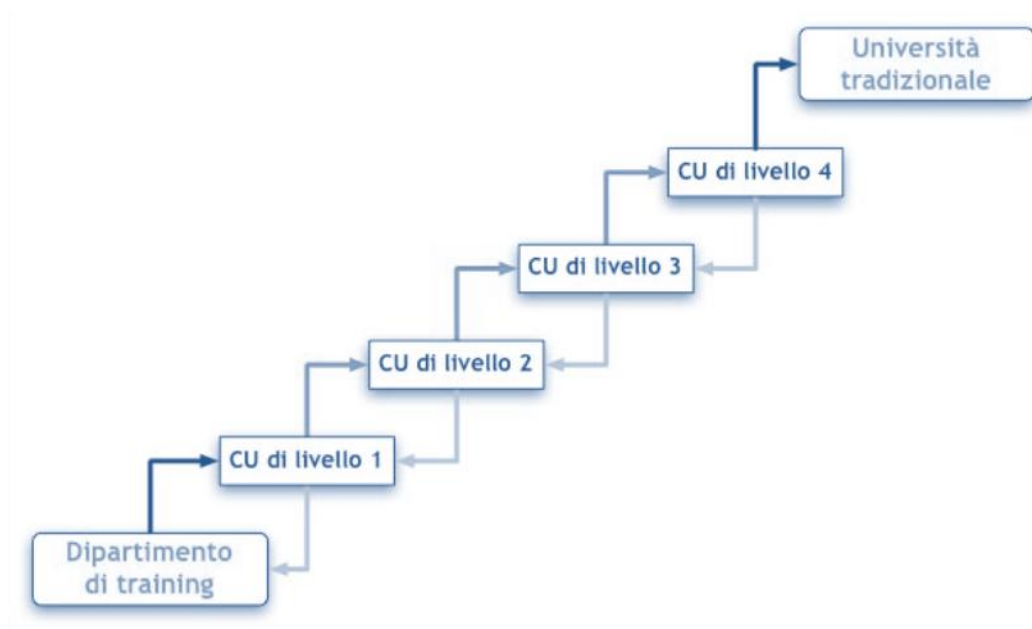 Università
tradizionale
CU di livello 4
CU di livello 3
CU di livello 2
CU di livello 1
Dipartimento
di training